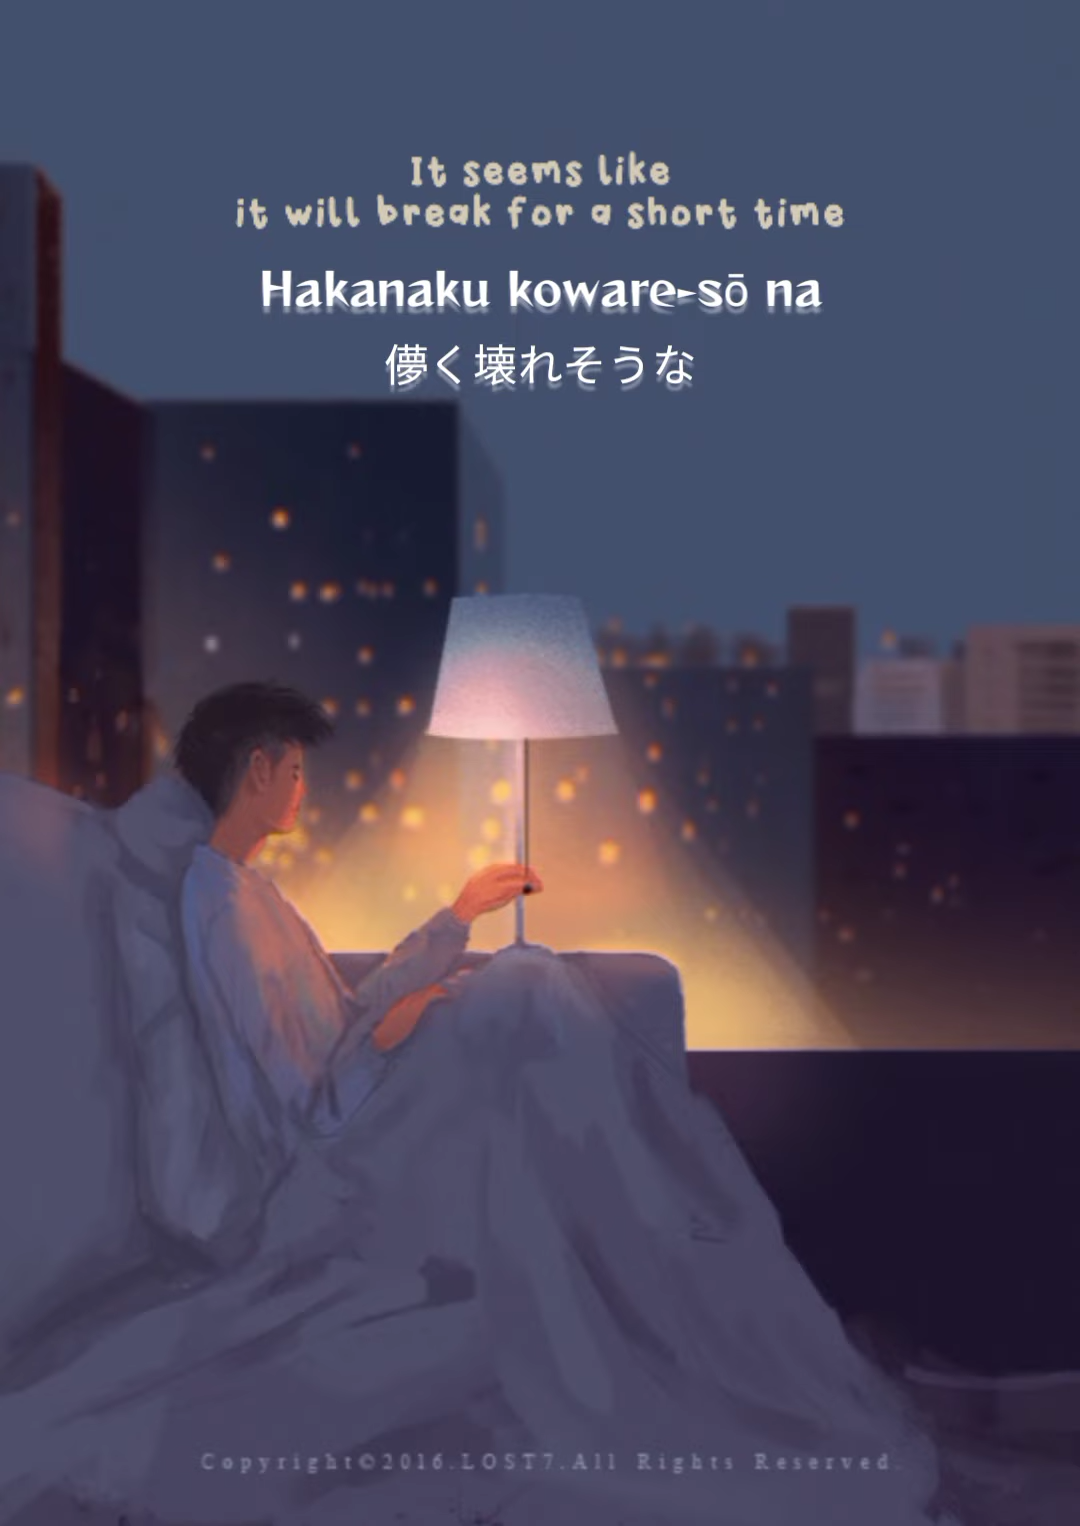 It seems like
it will break for a short time
Hakanaku koware-sō na
儚く壊れそうな
Copyright©2016.LOST7.All Rights Reserved.